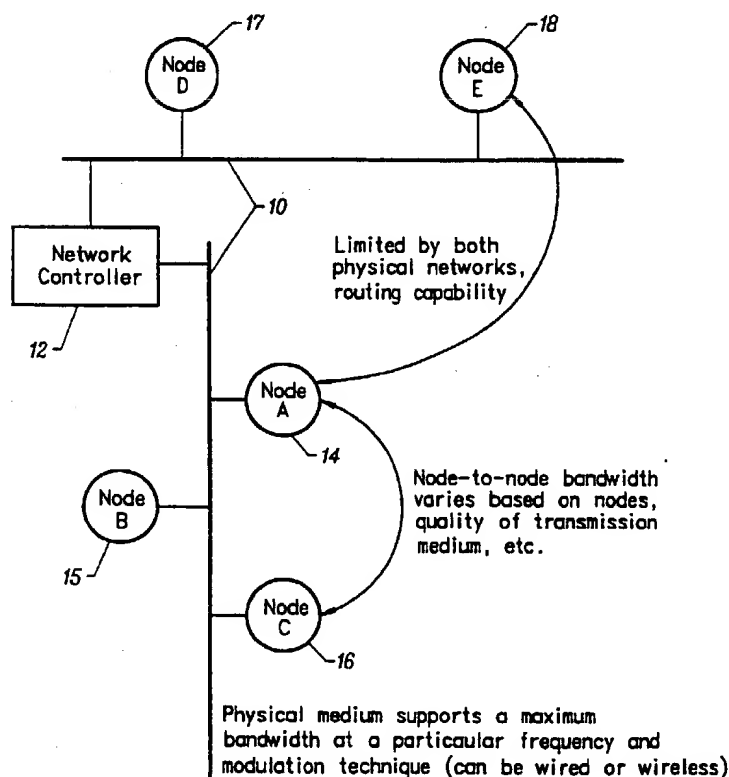 17
Node
D
18
Node
E
10
Network
Controller
12
Limited by both
physical networks,
routing capability
Node
A
14
Node-to-node bandwidth
varies based on nodes,
quality of transmission
medium, etc.
Node
B
15
Node
C
16
Physical medium supports a maximum
bandwidth at a particaular frequency and
modulation technique (can be wired or wireless)